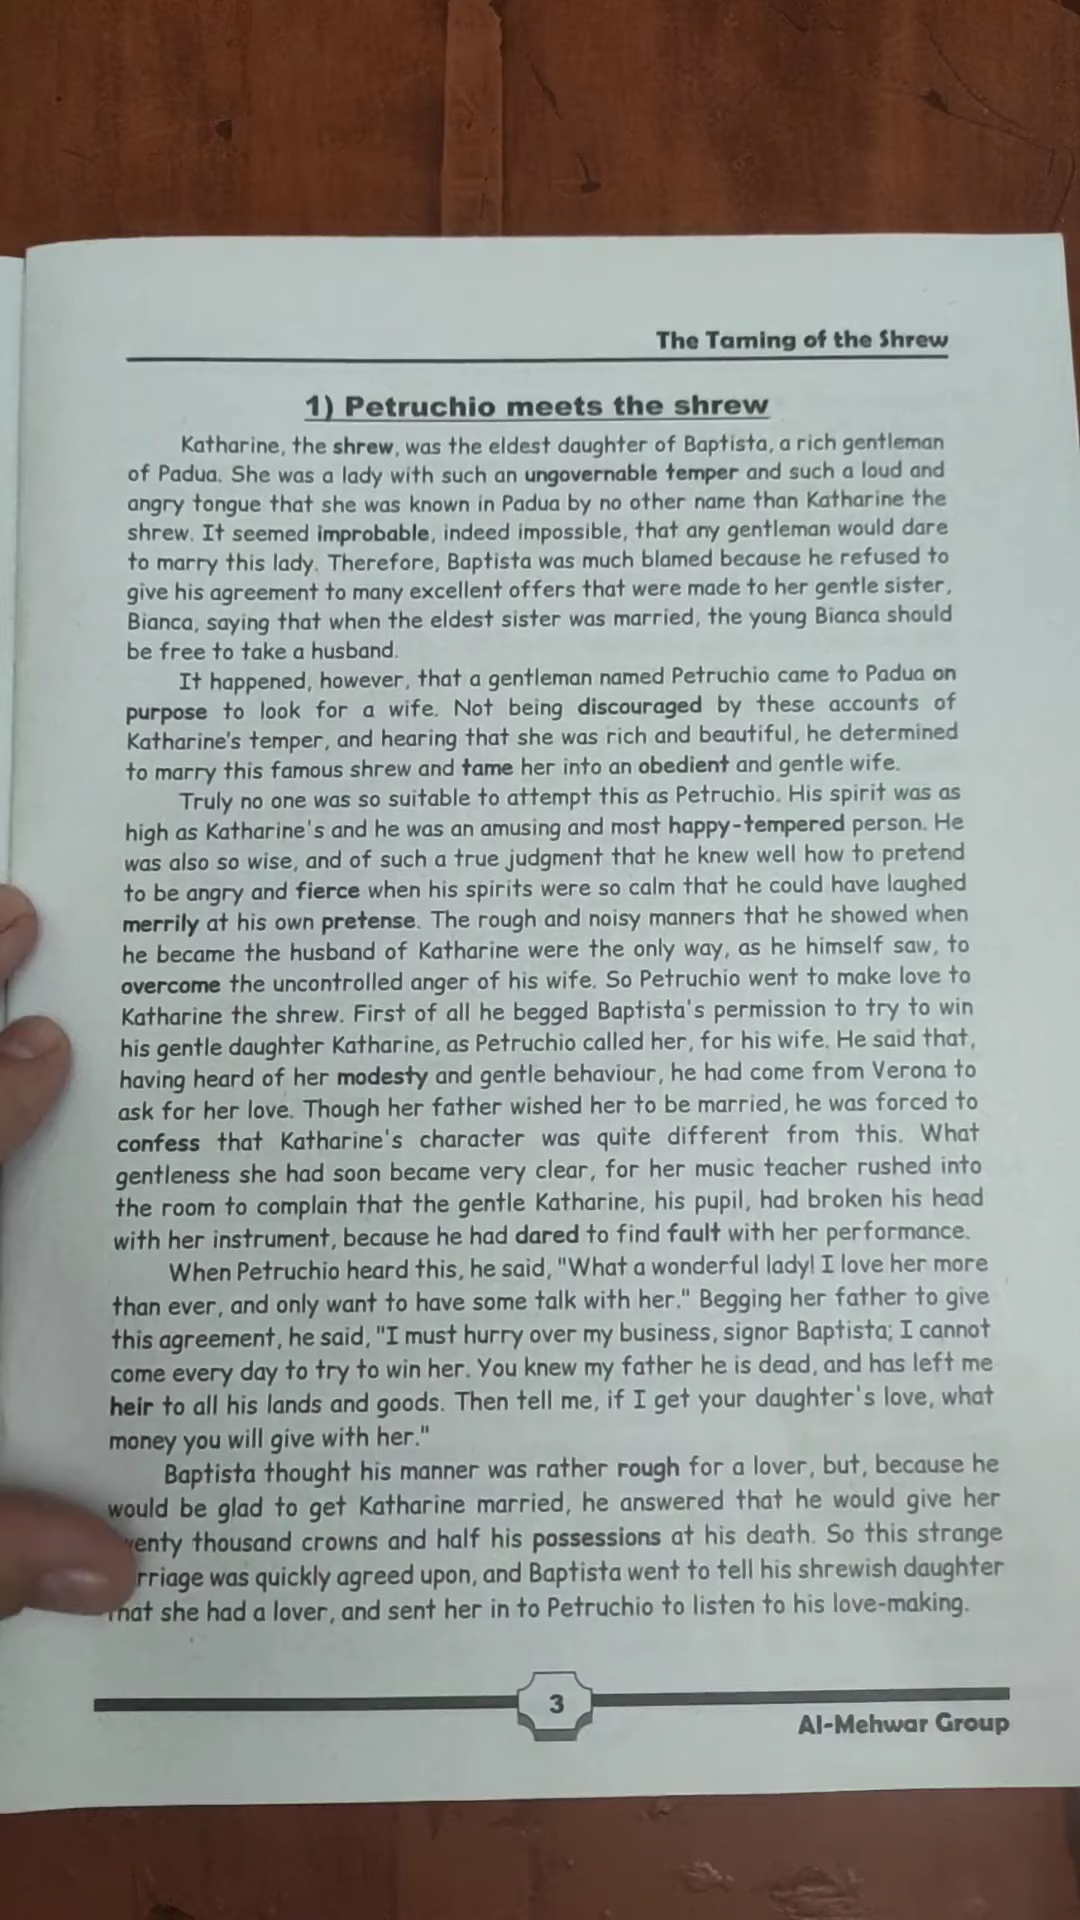 The Taming of the Shrew
1) Petruchio meets the shrew
Katharine, the shrew, was the eldest daughter of Baptista, a rich gentleman
of Padua. She was a lady with such an ungovernable temper and such a loud and
angry tongue that she was known in Padua by no other name than Katharine the
shrew. It seemed improbable, indeed impossible, that any gentleman would dare
to marry this lady. Therefore, Baptista was much blamed because he refused to
give his agreement to many excellent offers that were made to her gentle sister,
Bianca, saying that when the eldest sister was married, the young Bianca should
be free to take a husband.
It happened, however, that a gentleman named Petruchio came to Padua on
purpose to look for a wife. Not being discouraged by these accounts of
Katharine's temper, and hearing that she was rich and beautiful, he determined
to marry this famous shrew and tame her into an obedient and gentle wife.
Truly no one was so suitable to attempt this as Petruchio. His spirit was as
high as Katharine's and he was an amusing and most happy-tempered person. He
was also so wise, and of such a true judgment that he knew well how to pretend
to be angry and fierce when his spirits were so calm that he could have laughed
merrily at his own pretense. The rough and noisy manners that he showed when
he became the husband of Katharine were the only way, as he himself saw, to
overcome the uncontrolled anger of his wife. So Petruchio went to make love to
Katharine the shrew. First of all he begged Baptista's permission to try to win
his gentle daughter Katharine, as Petruchio called her, for his wife. He said that,
having heard of her modesty and gentle behaviour, he had come from Verona to
ask for her love. Though her father wished her to be married, he was forced to
confess that Katharine's character was quite different from this. What
gentleness she had soon became very clear, for her music teacher rushed into
the room to complain that the gentle Katharine, his pupil, had broken his head
with her instrument, because he had dared to find fault with her performance.
When Petruchio heard this, he said, "What a wonderful lady! I love her more
than ever, and only want to have some talk with her." Begging her father to give
this agreement, he said, "I must hurry over my business, signor Baptista; I cannot
come every day to try to win her. You knew my father he is dead, and has left me
heir to all his lands and goods. Then tell me, if I get your daughter's love, what
money you will give with her."
Baptista thought his manner was rather rough for a lover, but, because he
would be glad to get Katharine married, he answered that he would give her
thousand crowns and half his possessions at his death. So this strange
was quickly agreed upon, and Baptista went to tell his shrewish daughter
that she had a lover, and sent her in to Petruchio to listen to his love-making.
3
Al-Mehwar Group